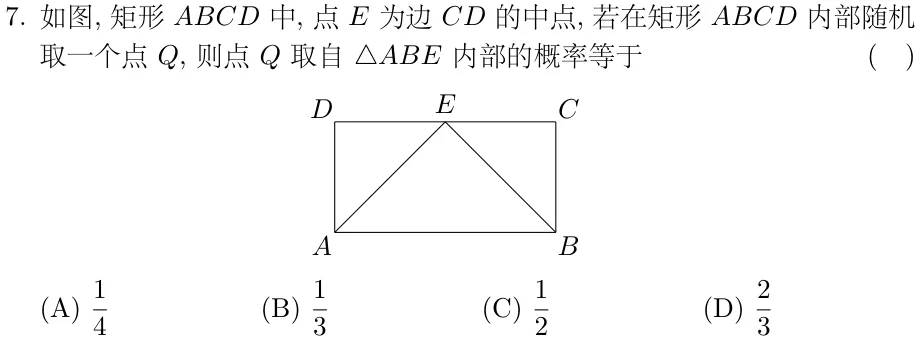 7. 如图, 矩形 ABCD 中, 点 E 为边 CD 的中点, 若在矩形 ABCD 内部随机
取一个点 Q, 则点 Q 取自 △ABE 内部的概率等于 ( )
D E C
A B
(A) 1/4 (B) 1/3 (C) 1/2 (D) 2/3